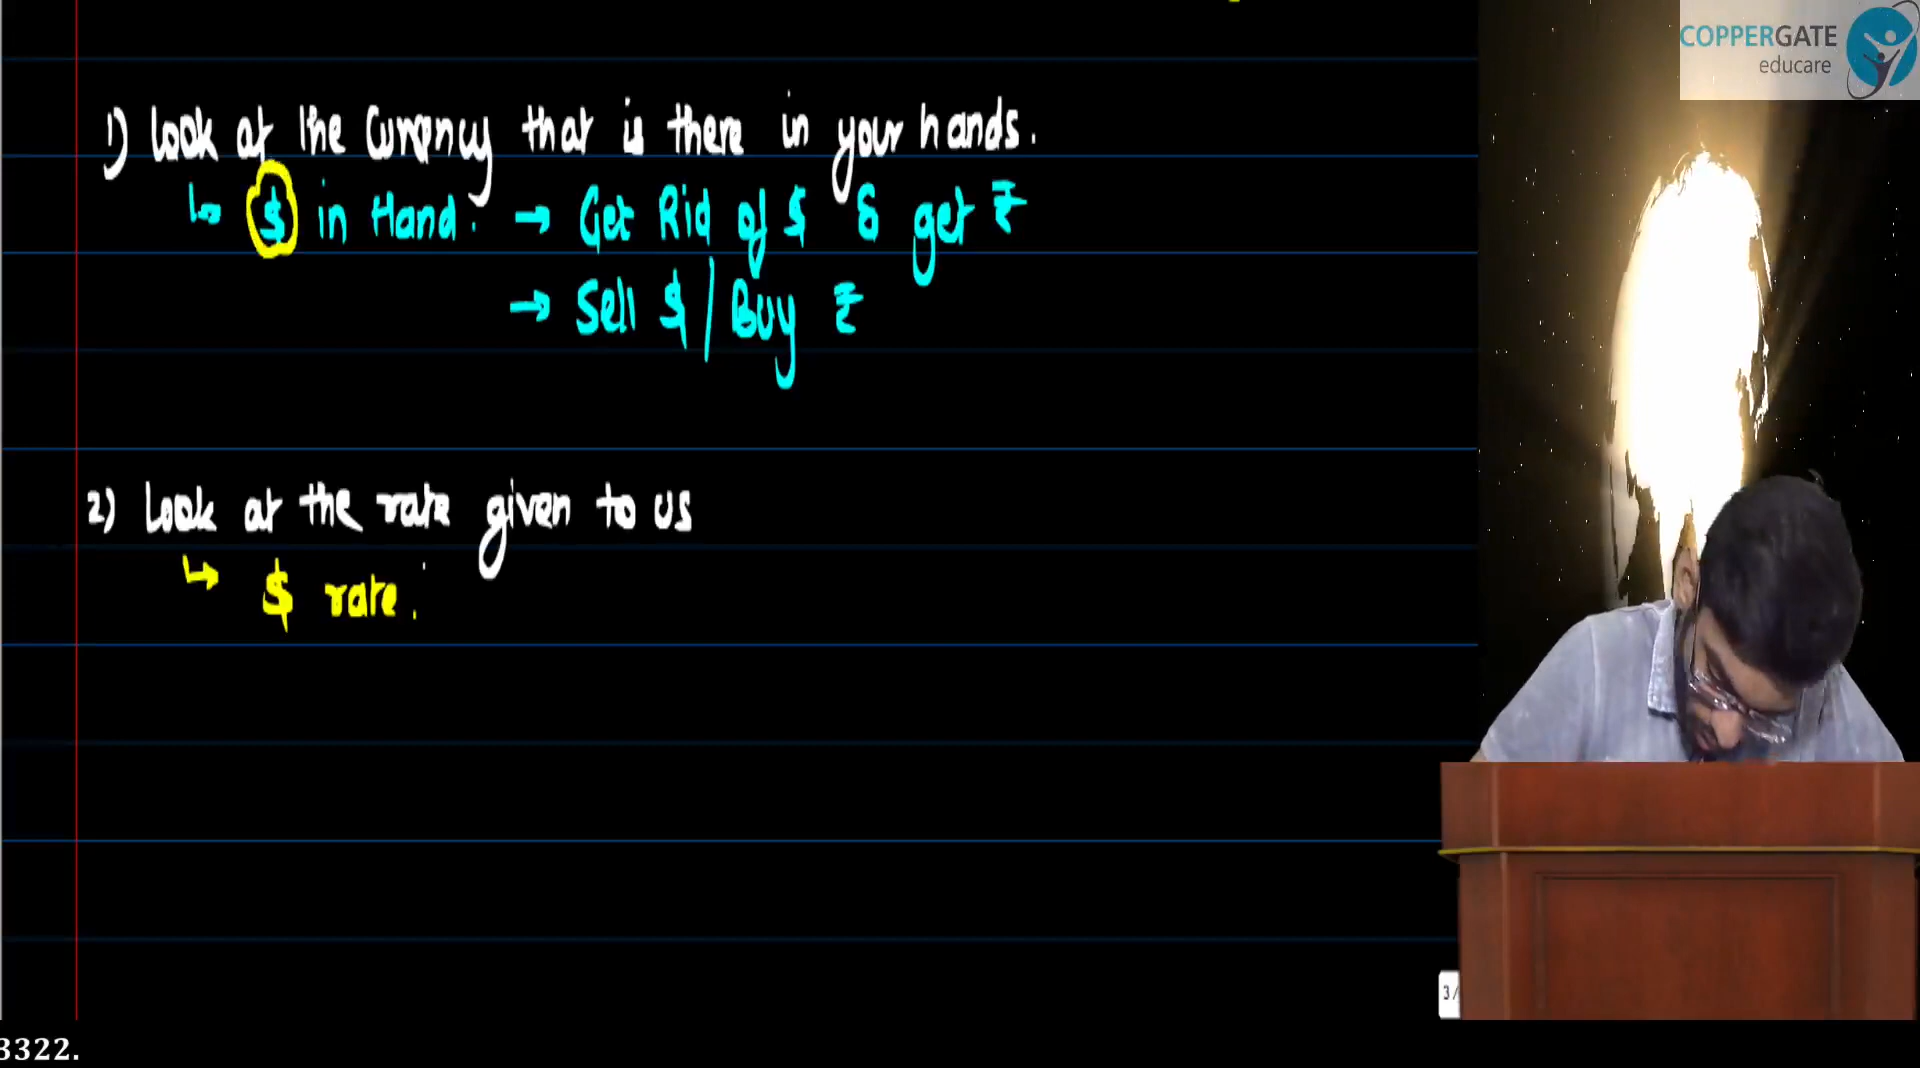 COPPERGATE
educare
1) Look at the Currency that is there in your hands.
↳ $ in Hand. → Get Rid of $ & get ₹
→ Sell $ / Buy ₹
2) Look at the rate given to us
↳ $ rate.
3/
3322.